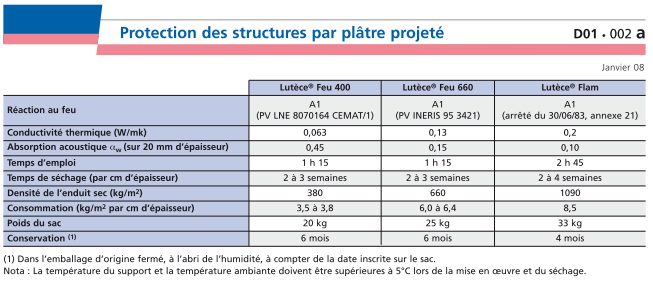 Protection des structures par plâtre projeté D01 • 002 a
Janvier 08
Lutèce® Feu 400 Lutèce® Feu 660 Lutèce® Flam
Réaction au feu A1 A1 A1
(PV LNE 8070164 CEMAT/1) (PV INERIS 95 3421) (arrêté du 30/06/83, annexe 21)
Conductivité thermique (W/mk) 0,063 0,13 0,2
Absorption acoustique αw (sur 20 mm d'épaisseur) 0,45 0,15 0,10
Temps d'emploi 1 h 15 1 h 15 2 h 45
Temps de séchage (par cm d'épaisseur) 2 à 3 semaines 2 à 3 semaines 2 à 4 semaines
Densité de l'enduit sec (kg/m²) 380 660 1090
Consommation (kg/m² par cm d'épaisseur) 3,5 à 3,8 6,0 à 6,4 8,5
Poids du sac 20 kg 25 kg 33 kg
Conservation (1) 6 mois 6 mois 4 mois
(1) Dans l'emballage d'origine fermé, à l'abri de l'humidité, à compter de la date inscrite sur le sac.
Nota : La température du support et la température ambiante doivent être supérieures à 5°C lors de la mise en œuvre et du séchage.